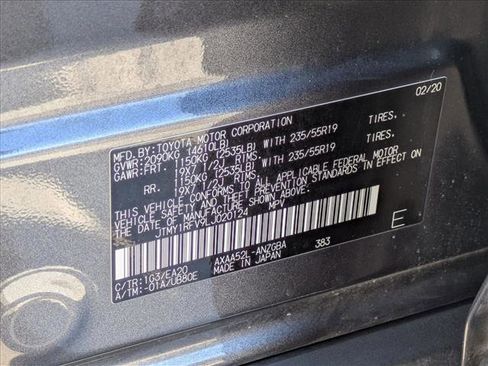 MFD. BY: TOYOTA MOTOR CORPORATION 02/20
GVWR: 2090KG (4610LB)
GAWR: FRT. 1150KG (2535LB) WITH 235/55R19 TIRES.
19X7 1/2J RIMS.
RR. 1150KG (2535LB) WITH 235/55R19 TIRES.
19X7 1/2J RIMS.
THIS VEHICLE CONFORMS TO ALL APPLICABLE FEDERAL MOTOR
VEHICLE SAFETY AND THEFT PREVENTION STANDARDS IN EFFECT ON
THE DATE OF MANUFACTURE SHOWN ABOVE.
JTMY1RFV9LJ020124 MPV
E
C/TR: 1G3/EA20 AXAA52L-ANZGBA 383
A/TM: -01A/UB80E MADE IN JAPAN